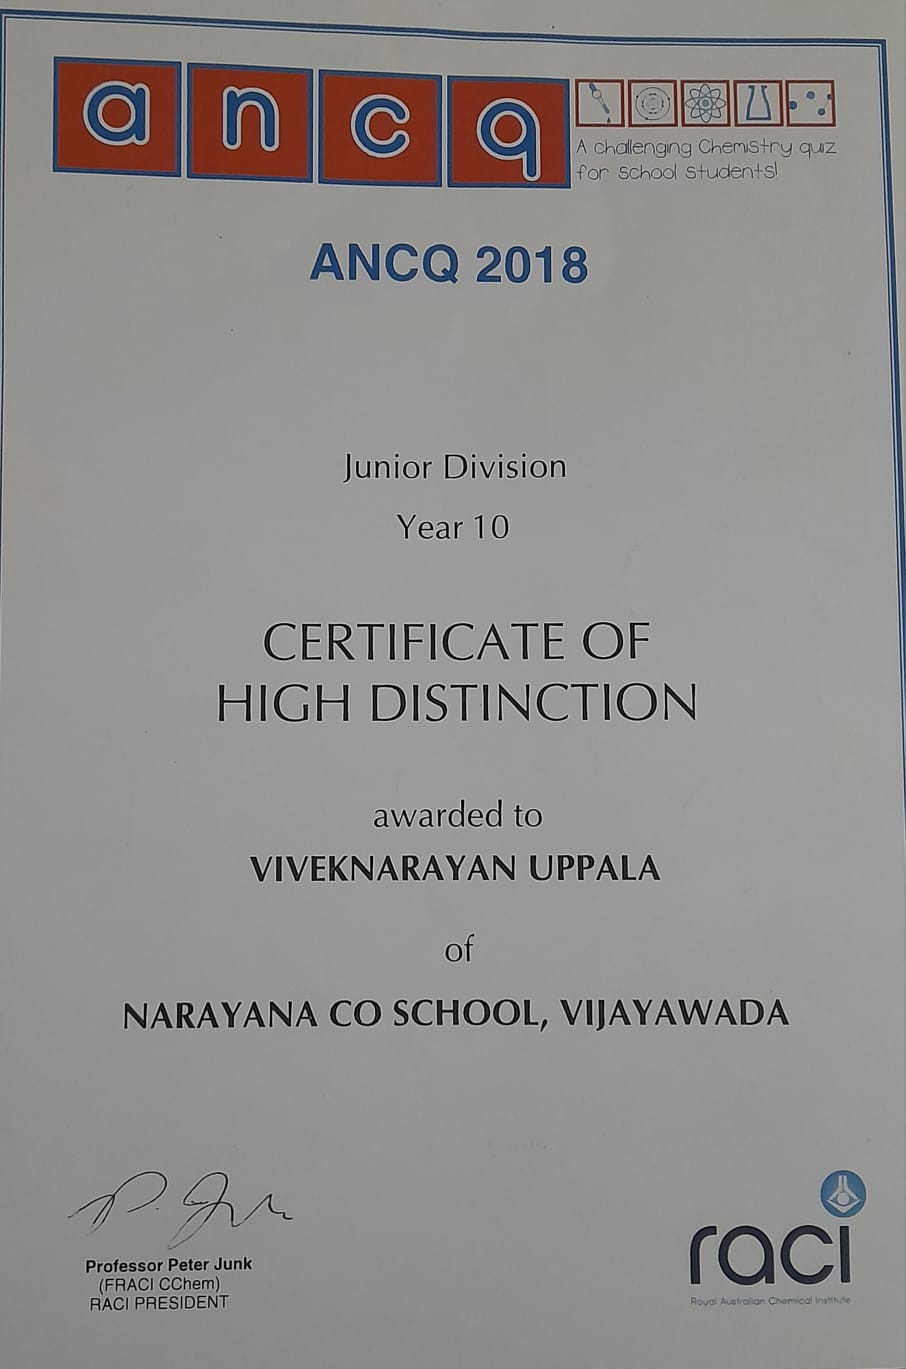 ancq
A challenging Chemistry quiz
for school students!
ANCQ 2018
Junior Division
Year 10
CERTIFICATE OF
HIGH DISTINCTION
awarded to
VIVEKNARAYAN UPPALA
of
NARAYANA CO SCHOOL, VIJAYAWADA
P. Junk
Professor Peter Junk
(FRACI CChem)
RACI PRESIDENT
raci
Royal Australian Chemical Institute